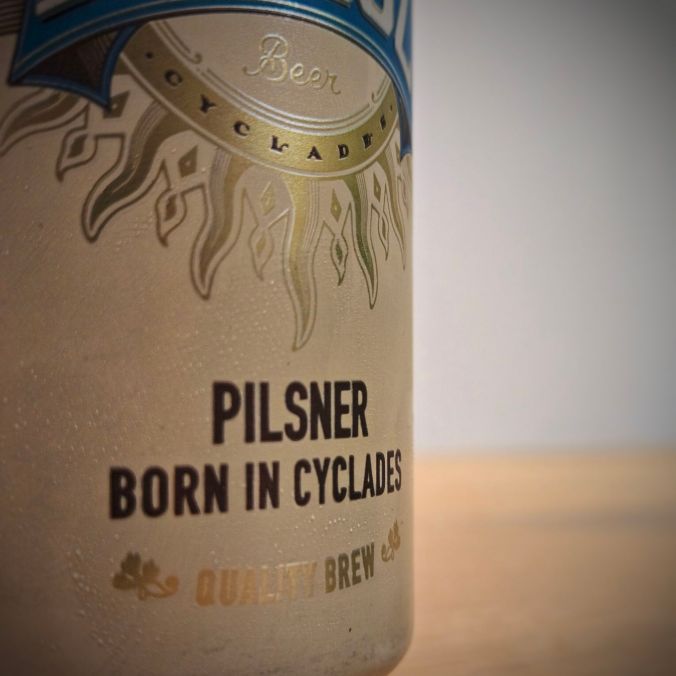 Beer
· CYCLADES ·
PILSNER
BORN IN CYCLADES
QUALITY BREW